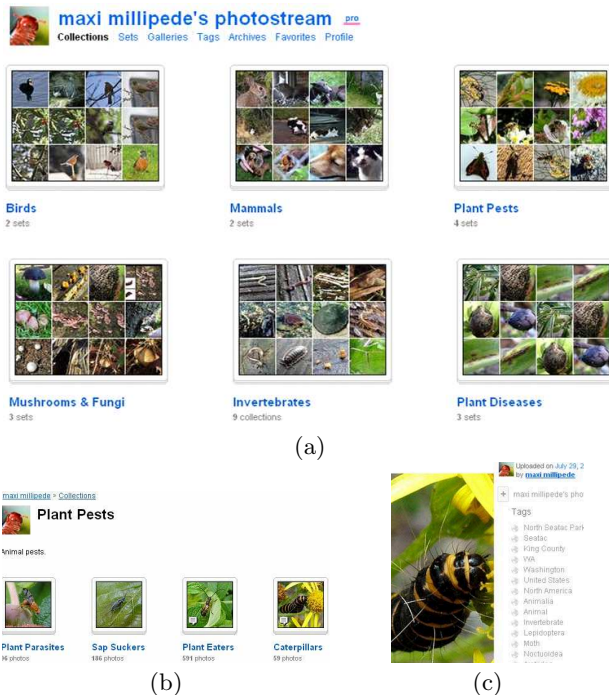 maxi millipede's photostream pro
Collections Sets Galleries Tags Archives Favorites Profile
Birds
2 sets
Mammals
2 sets
Plant Pests
4 sets
Mushrooms & Fungi
3 sets
Invertebrates
9 collections
Plant Diseases
3 sets
(a)
maxi millipede > Collections
Plant Pests
Animal pests.
Plant Parasites
Sap Suckers
186 photos
Plant Eaters
591 photos
Caterpillars
59 photos
(b)
Uploaded on July 29, 2
by maxi millipede
maxi millipede's pho
Tags
North Seatac Park
Seatac
King County
WA
Washington
United States
North America
Animalia
Animal
Invertebrate
Lepidoptera
Moth
Noctuoidea
(c)